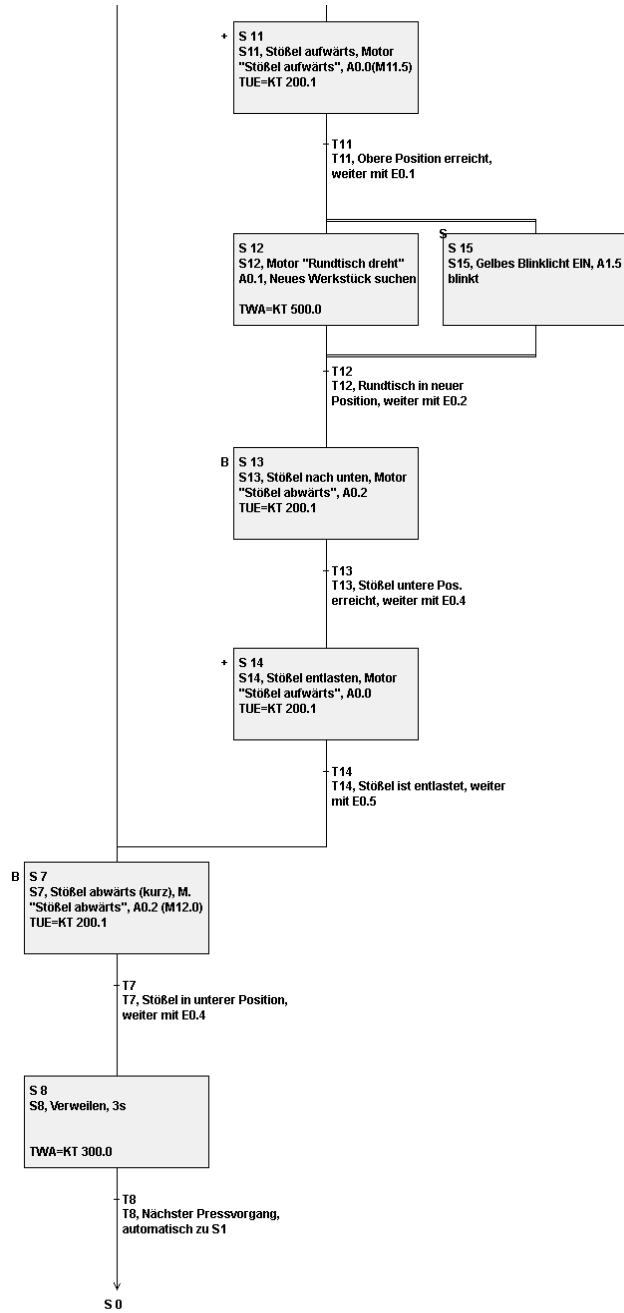 +
S 11
S11, Stößel aufwärts, Motor
"Stößel aufwärts", A0.0(M11.5)
TUE=KT 200.1
T11
T11, Obere Position erreicht,
weiter mit E0.1
S 12
S12, Motor "Rundtisch dreht"
A0.1, Neues Werkstück suchen
TWA=KT 500.0
S
S 15
S15, Gelbes Blinklicht EIN, A1.5
blinkt
T12
T12, Rundtisch in neuer
Position, weiter mit E0.2
B
S 13
S13, Stößel nach unten, Motor
"Stößel abwärts", A0.2
TUE=KT 200.1
T13
T13, Stößel untere Pos.
erreicht, weiter mit E0.4
+
S 14
S14, Stößel entlasten, Motor
"Stößel aufwärts", A0.0
TUE=KT 200.1
T14
T14, Stößel ist entlastet, weiter
mit E0.5
B
S 7
S7, Stößel abwärts (kurz), M.
"Stößel abwärts", A0.2 (M12.0)
TUE=KT 200.1
T7
T7, Stößel in unterer Position,
weiter mit E0.4
S 8
S8, Verweilen, 3s
TWA=KT 300.0
T8
T8, Nächster Pressvorgang,
automatisch zu S1
S 0